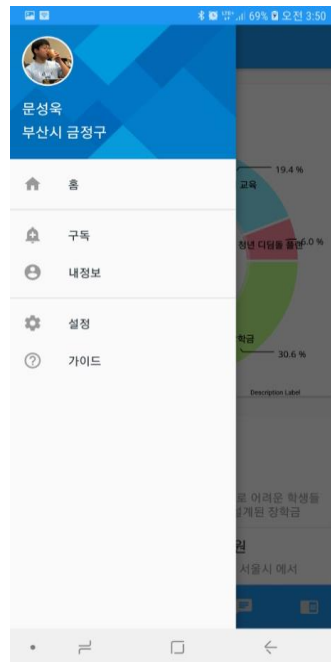 69% 오전 3:50
문성욱
부산시 금정구
홈
구독
내정보
설정
가이드
19.4 %
교육
청년 디딤돌 플랜
6.0 %
학금
30.6 %
Description Label
로 어려운 학생들
설계된 장학금
원
서울시 에서